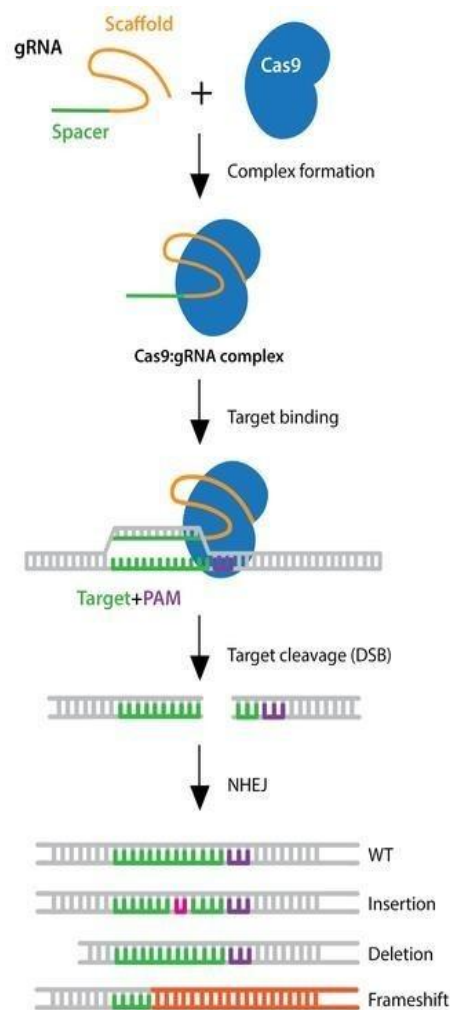 Scaffold
gRNA
Cas9
+
Spacer
Complex formation
Cas9:gRNA complex
Target binding
Target+PAM
Target cleavage (DSB)
NHEJ
WT
Insertion
Deletion
Frameshift